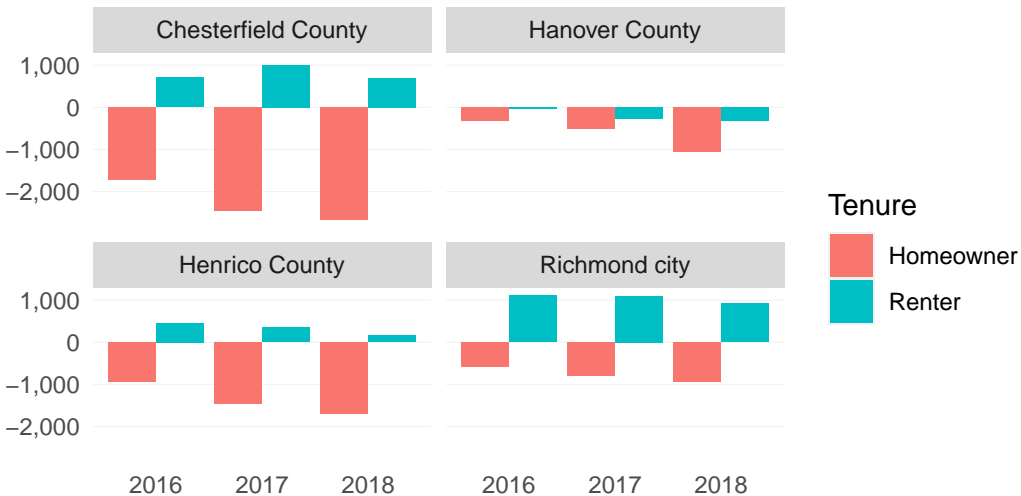 Chesterfield County
Hanover County
1,000
0
−1,000
−2,000
Tenure
Homeowner
Renter
Henrico County
Richmond city
1,000
0
−1,000
−2,000
2016 2017 2018
2016 2017 2018